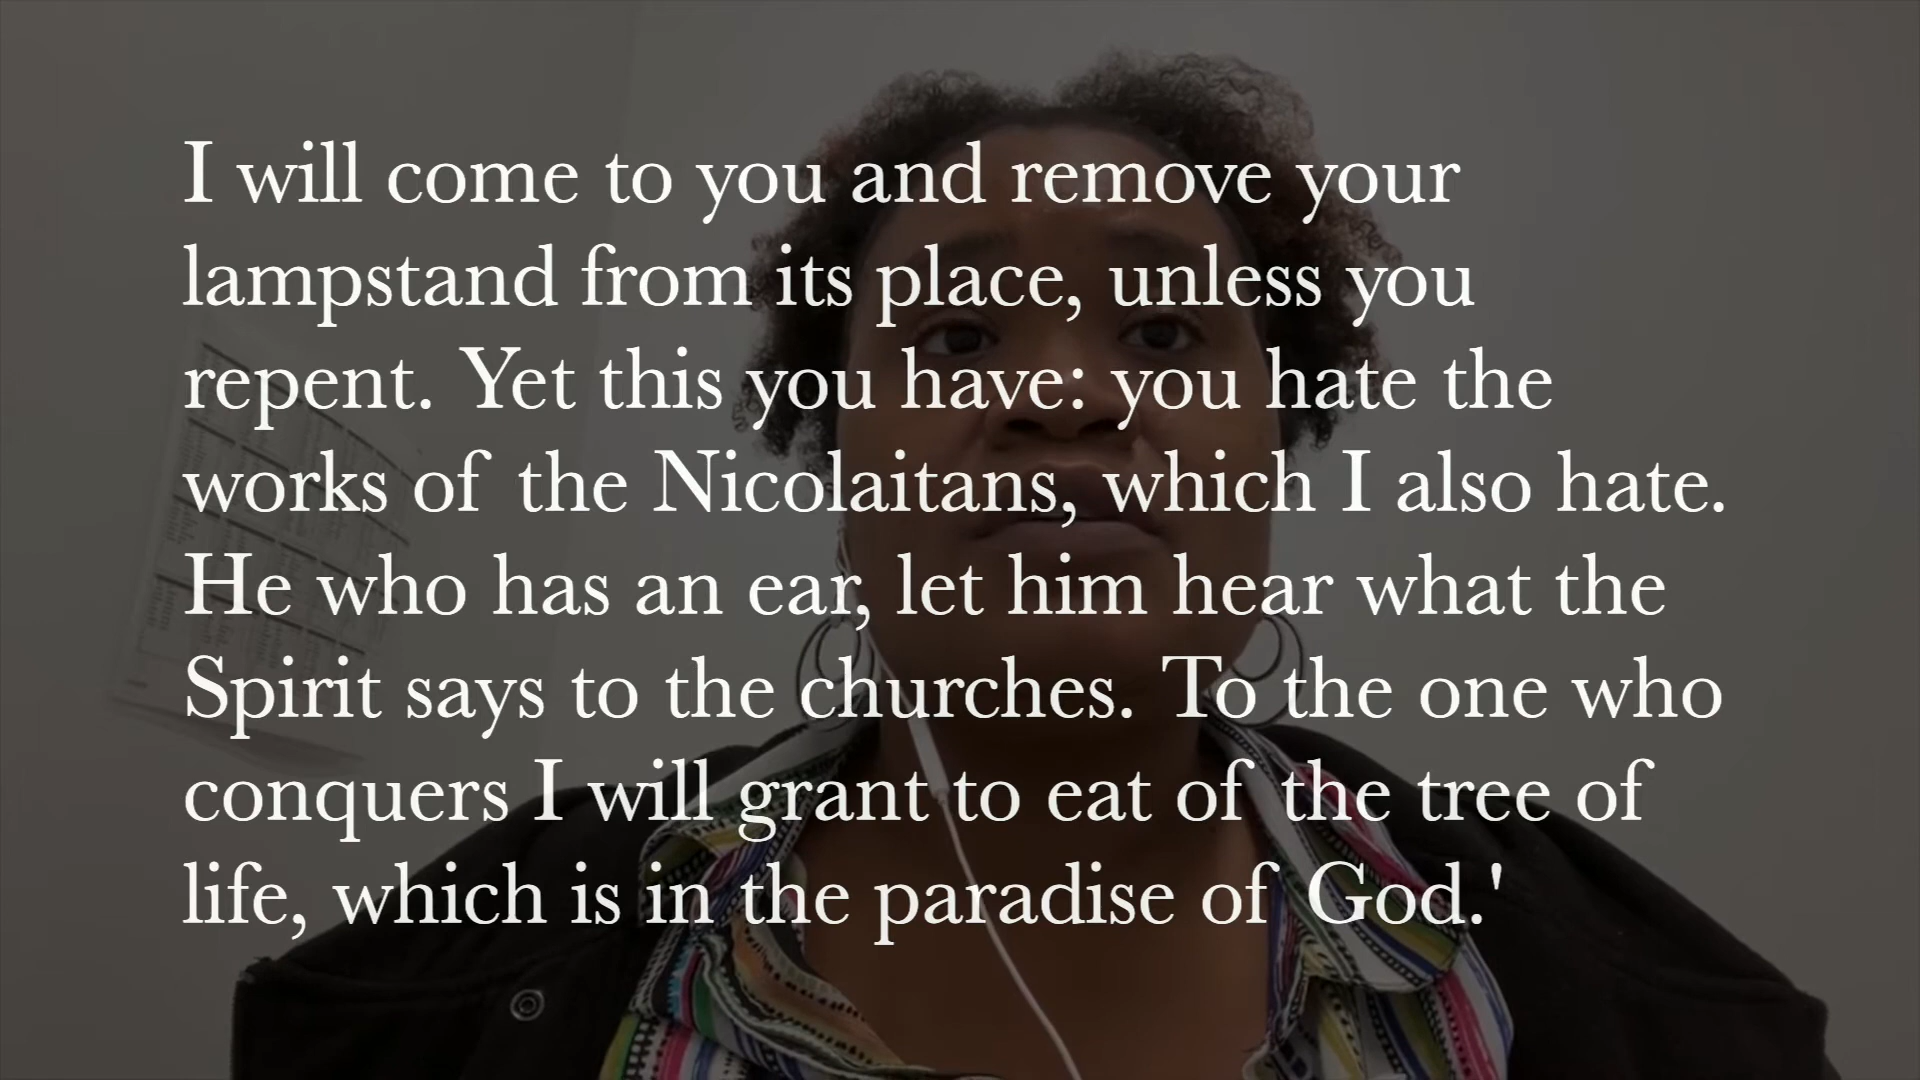 I will come to you and remove your
lampstand from its place, unless you
repent. Yet this you have: you hate the
works of the Nicolaitans, which I also hate.
He who has an ear, let him hear what the
Spirit says to the churches. To the one who
conquers I will grant to eat of the tree of
life, which is in the paradise of God.'